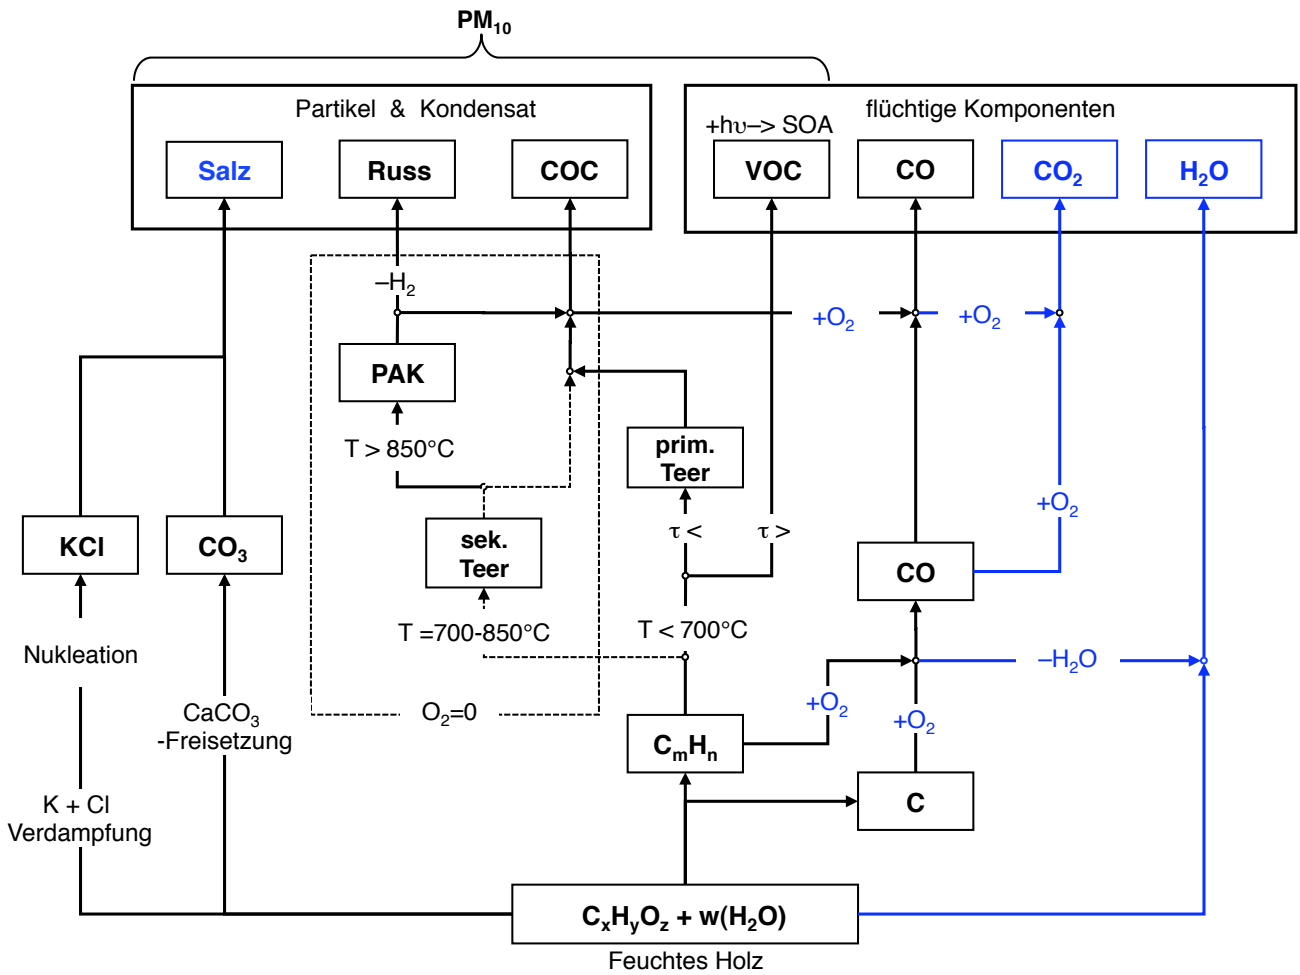 PM₁₀
Partikel & Kondensat
flüchtige Komponenten
+hυ–> SOA
Salz
Russ
COC
VOC
CO
CO₂
H₂O
–H₂
+O₂
+O₂
PAK
T > 850°C
prim.
Teer
+O₂
KCl
CO₃
sek.
Teer
τ <
τ >
CO
T =700-850°C
T < 700°C
Nukleation
–H₂O
CaCO₃
-Freisetzung
O₂=0
+O₂
+O₂
CₘHₙ
K + Cl
Verdampfung
C
CₓHyOz + w(H₂O)
Feuchtes Holz